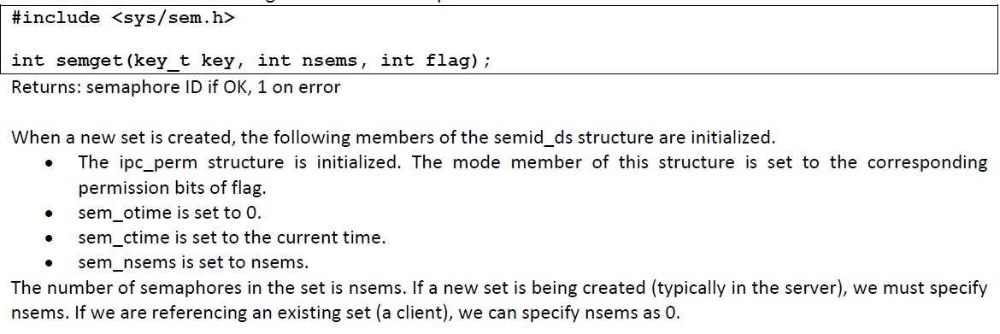 #include <sys/sem.h>
int semget(key_t key, int nsems, int flag);
Returns: semaphore ID if OK, 1 on error
When a new set is created, the following members of the semid_ds structure are initialized.
• The ipc_perm structure is initialized. The mode member of this structure is set to the corresponding
permission bits of flag.
• sem_otime is set to 0.
• sem_ctime is set to the current time.
• sem_nsems is set to nsems.
The number of semaphores in the set is nsems. If a new set is being created (typically in the server), we must specify
nsems. If we are referencing an existing set (a client), we can specify nsems as 0.